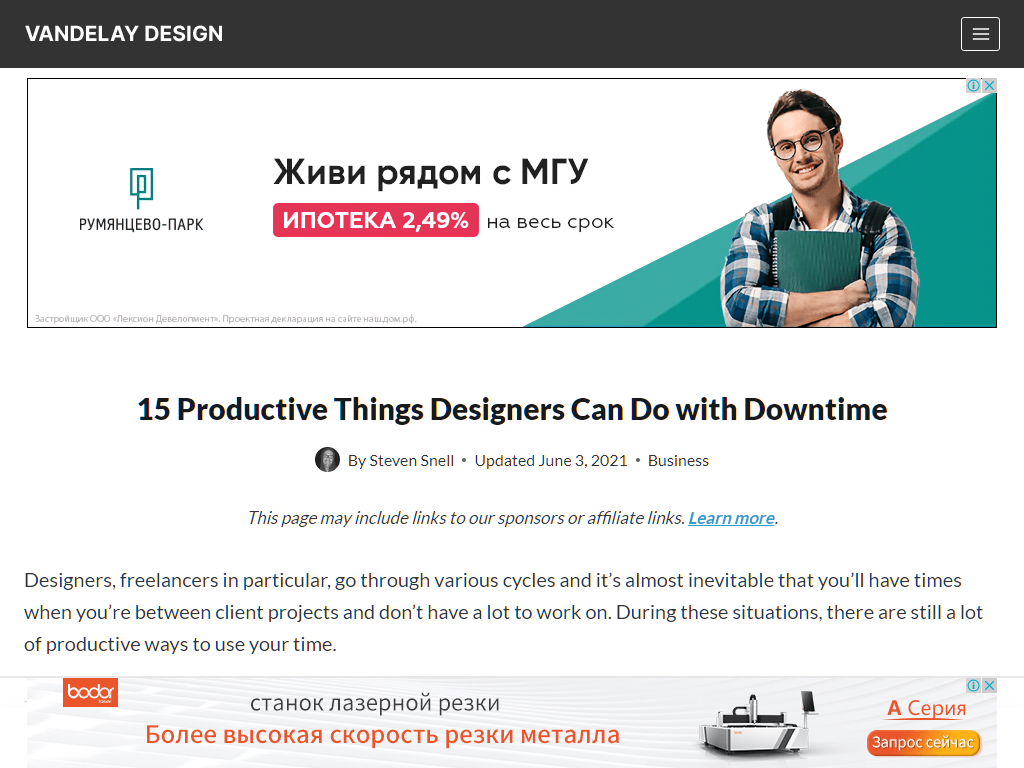 VANDELAY DESIGN
РУМЯНЦЕВО-ПАРК
Живи рядом с МГУ
ИПОТЕКА 2,49% на весь срок
Застройщик ООО «Лексион Девелопмент». Проектная декларация на сайте наш.дом.рф.
15 Productive Things Designers Can Do with Downtime
By Steven Snell • Updated June 3, 2021 • Business
This page may include links to our sponsors or affiliate links. Learn more.
Designers, freelancers in particular, go through various cycles and it’s almost inevitable that you’ll have times
when you’re between client projects and don’t have a lot to work on. During these situations, there are still a lot
of productive ways to use your time.
bodor
станок лазерной резки
Более высокая скорость резки металла
А Серия
Запрос сейчас